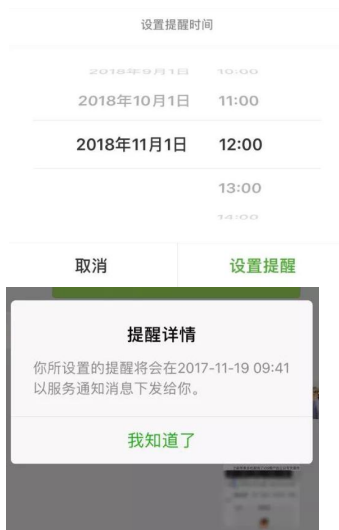 设置提醒时间
2018年9月1日 10:00
2018年10月1日 11:00
2018年11月1日 12:00
13:00
14:00
取消 设置提醒
提醒详情
你所设置的提醒将会在2017-11-19 09:41
以服务通知消息下发给你。
我知道了